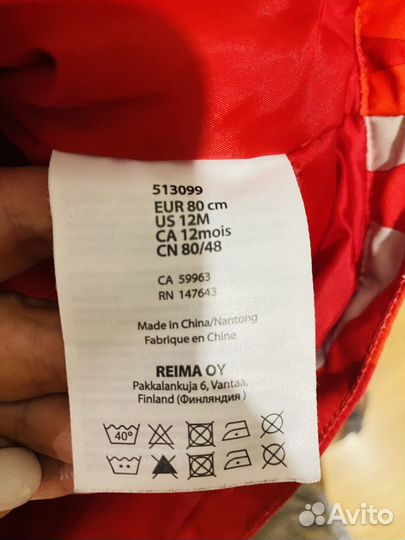 513099
EUR 80 cm
US 12M
CA 12mois
CN 80/48
CA 59963
RN 147643
Made in China/Nantong
Fabrique en Chine
REIMA OY
Pakkalankuja 6, Vantaa,
Finland (Финляндия)
40°
Avito